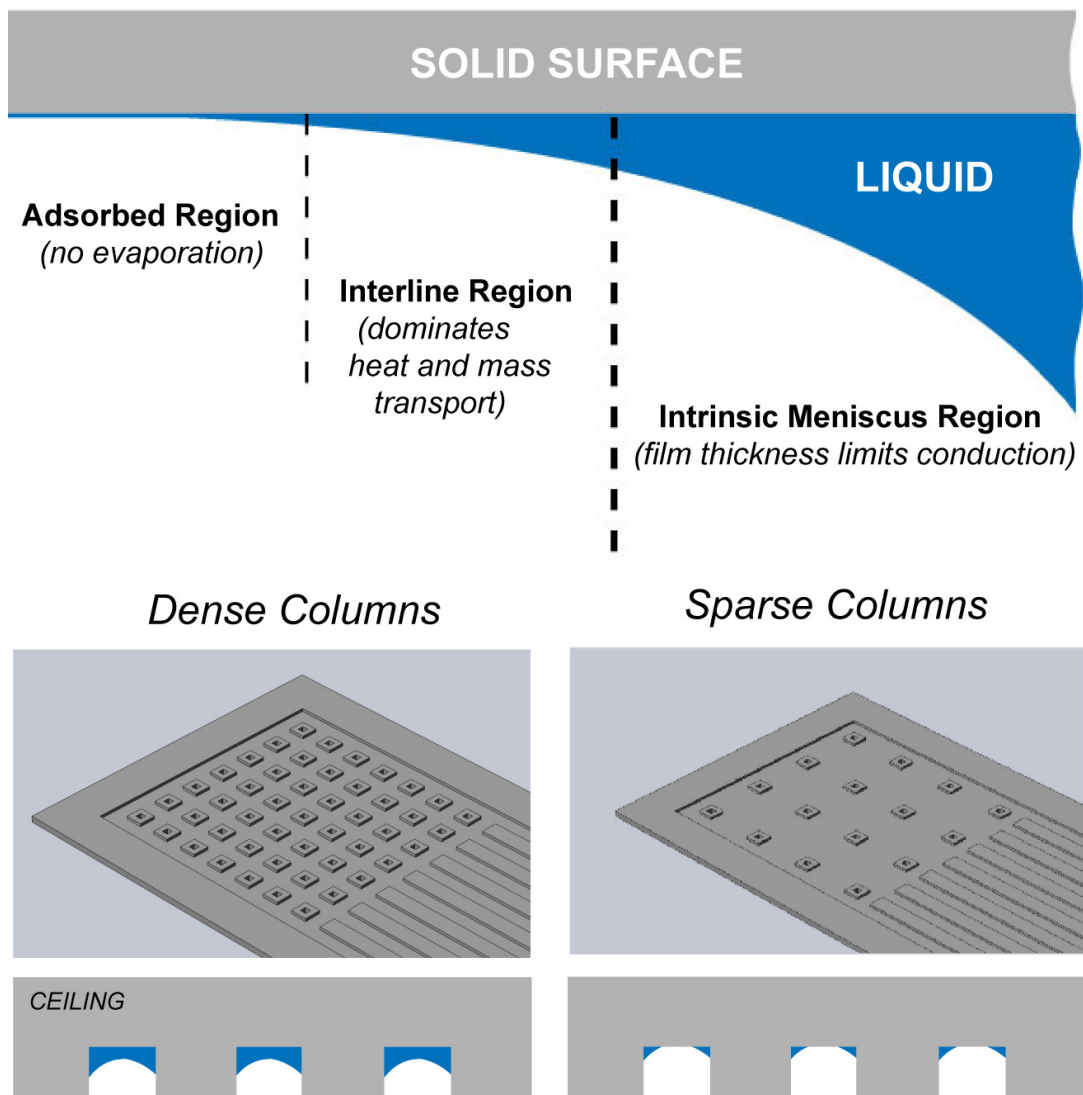 SOLID SURFACE
LIQUID
Adsorbed Region
(no evaporation)
Interline Region
(dominates
heat and mass
transport)
Intrinsic Meniscus Region
(film thickness limits conduction)
Dense Columns
Sparse Columns
CEILING